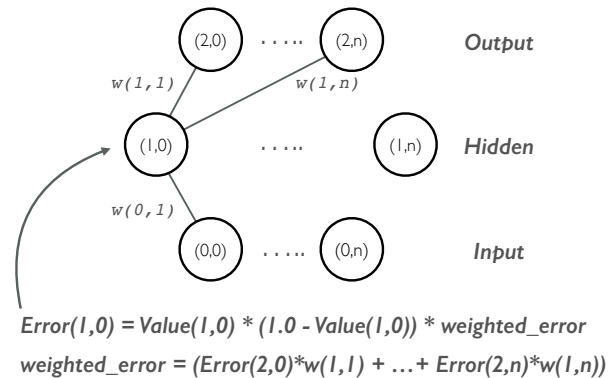 (2,0) ..... (2,n) Output
w(1,1) w(1,n)
(1,0) ..... (1,n) Hidden
w(0,1)
(0,0) ..... (0,n) Input
Error(1,0) = Value(1,0) * (1.0 - Value(1,0)) * weighted_error
weighted_error = (Error(2,0)*w(1,1) + ...+ Error(2,n)*w(1,n))